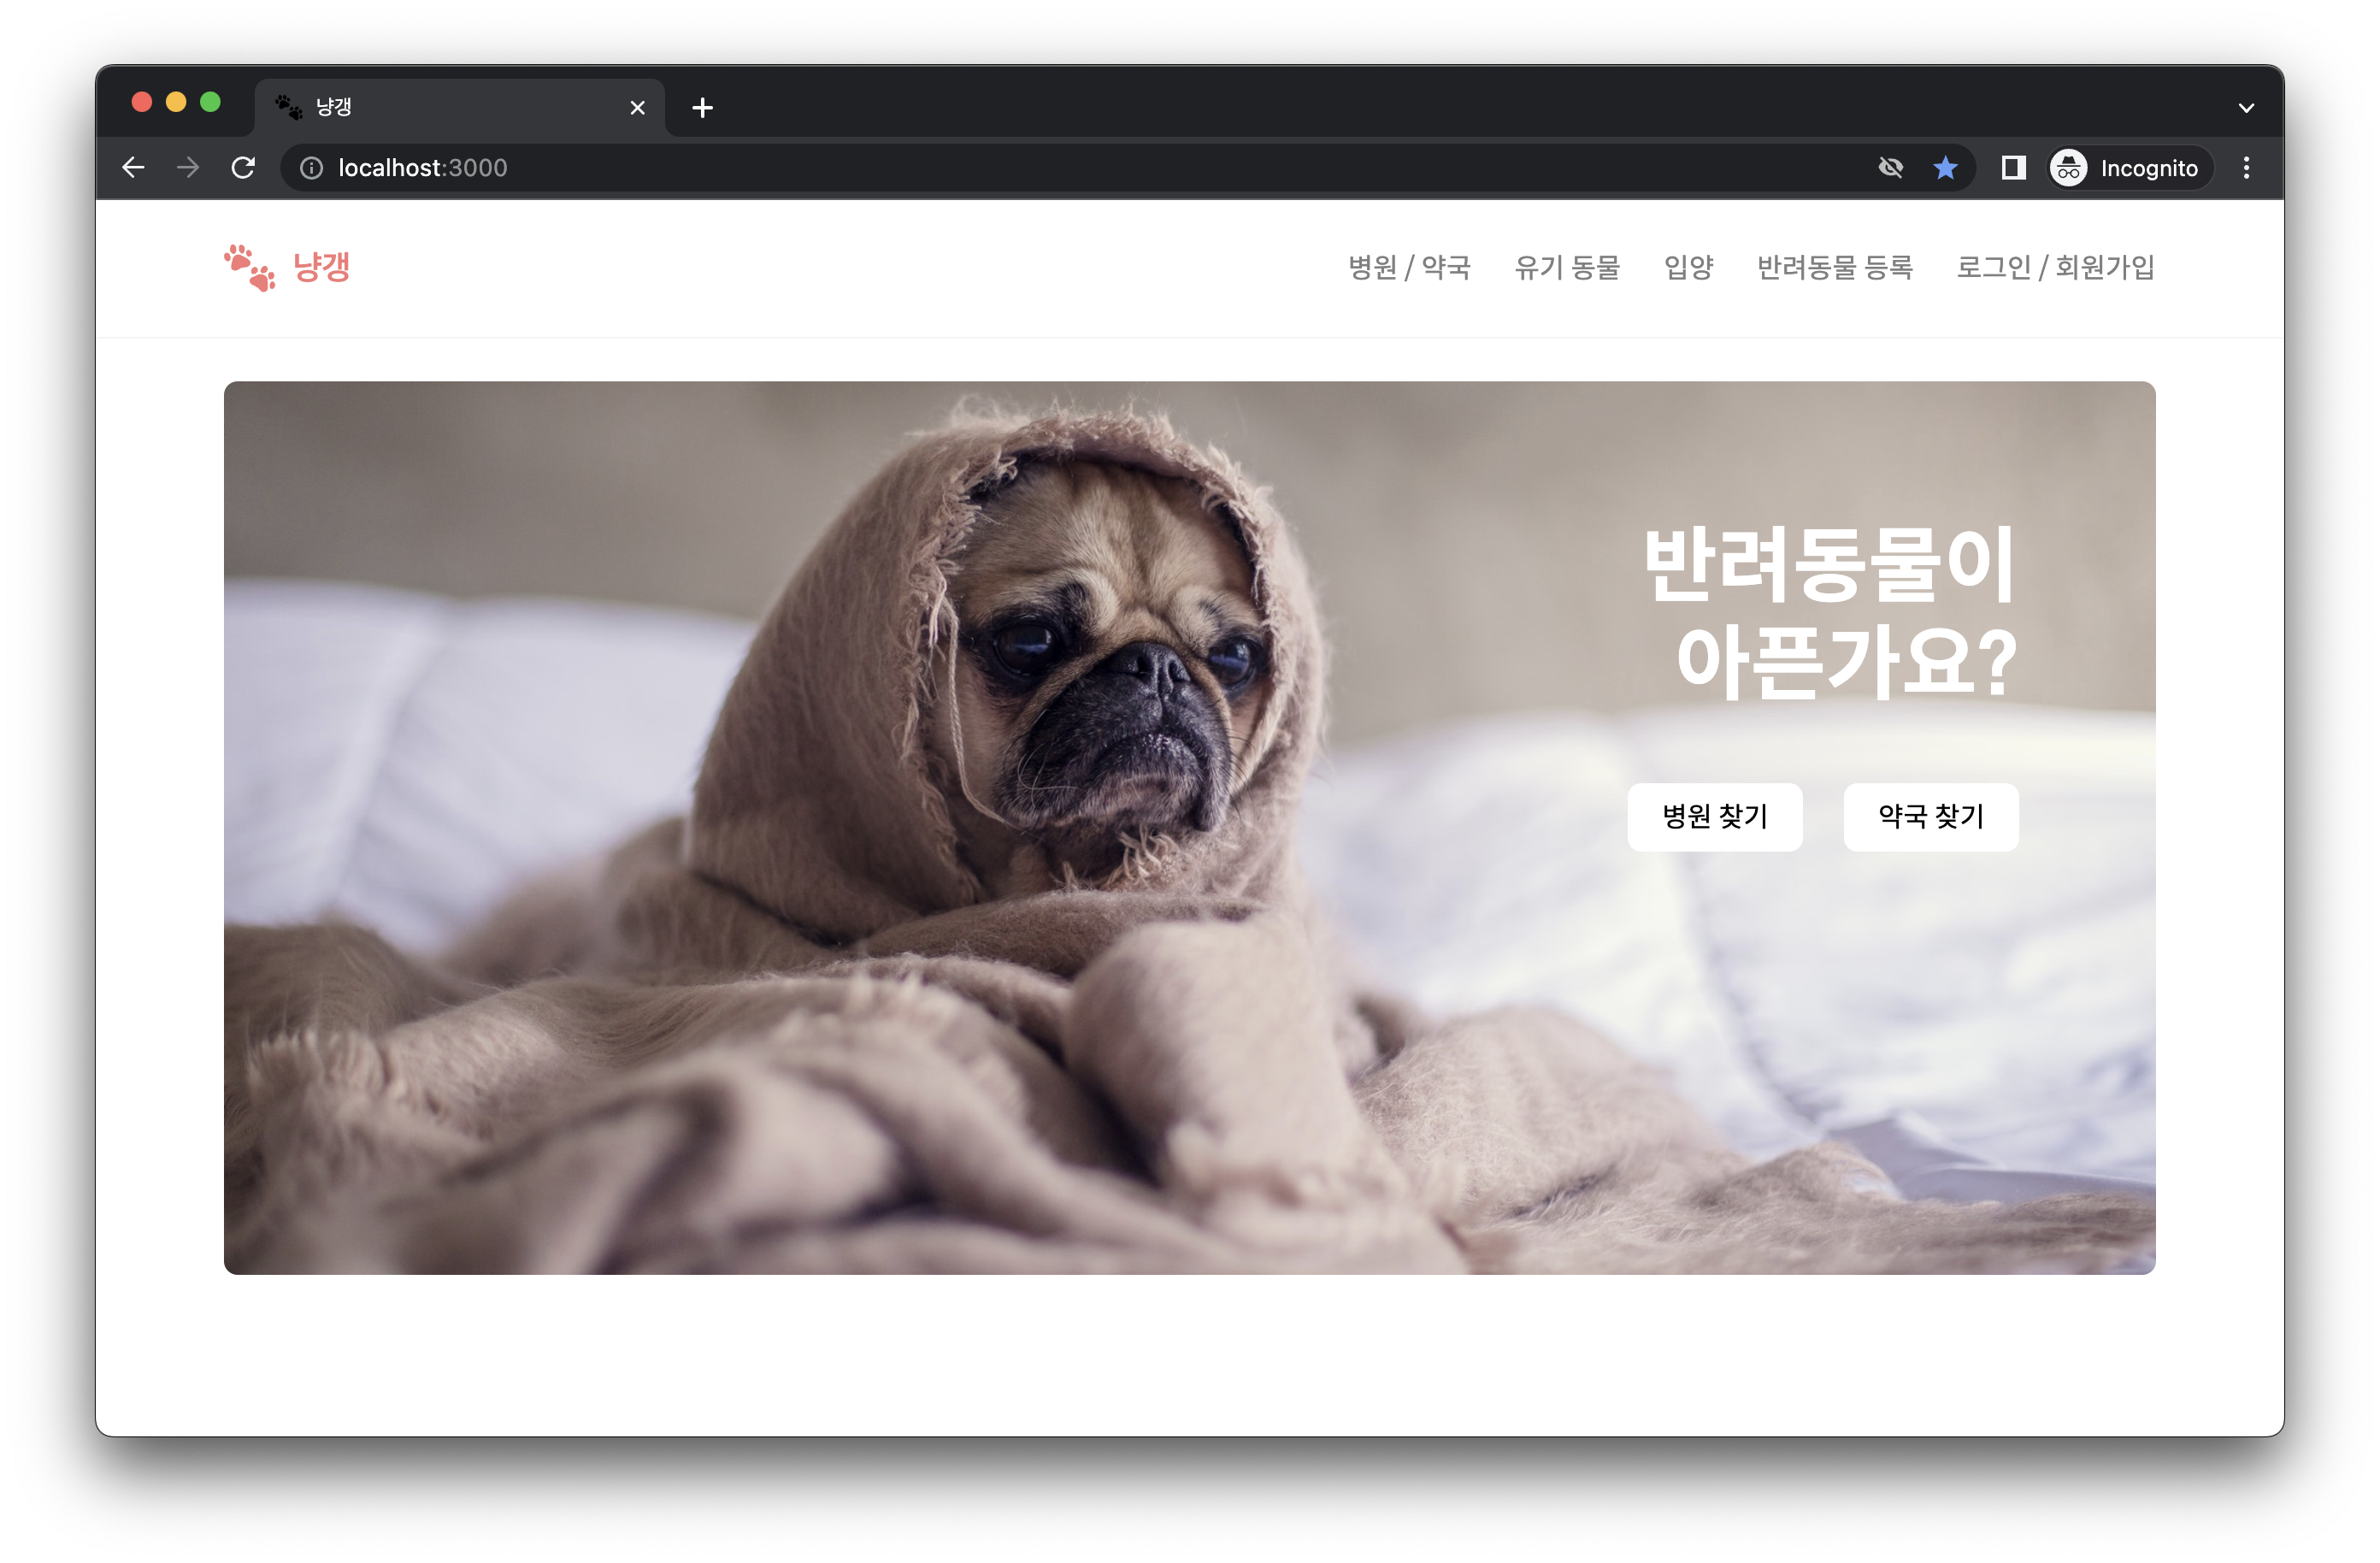 냥갱
localhost:3000
Incognito
냥갱
병원 / 약국 유기 동물 입양 반려동물 등록 로그인 / 회원가입
반려동물이
아픈가요?
병원 찾기 약국 찾기